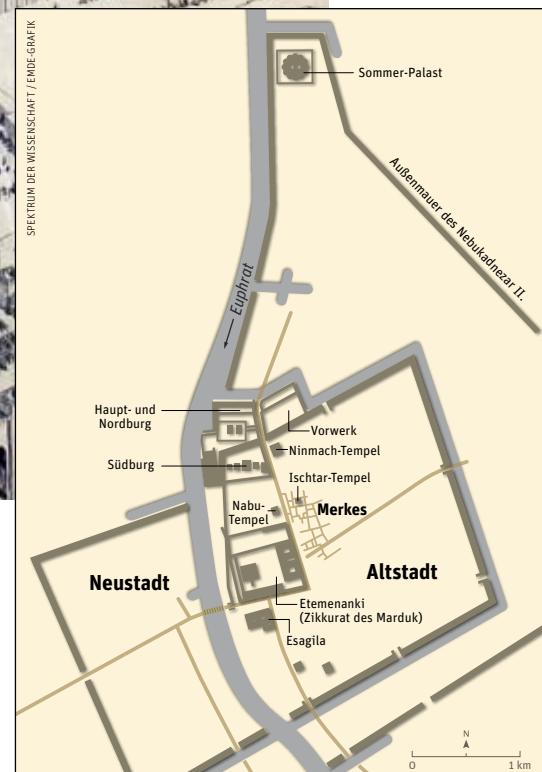 SPEKTRUM DER WISSENSCHAFT / EMDE-GRAFIK
Sommer-Palast
Außenmauer des Nebukadnezar II.
Euphrat
Haupt- und
Nordburg
Vorwerk
Ninmach-Tempel
Südburg
Ischtar-Tempel
Nabu-
Tempel
Merkes
Neustadt
Altstadt
Etemenanki
(Zikkurat des Marduk)
Esagila
N
0
1 km